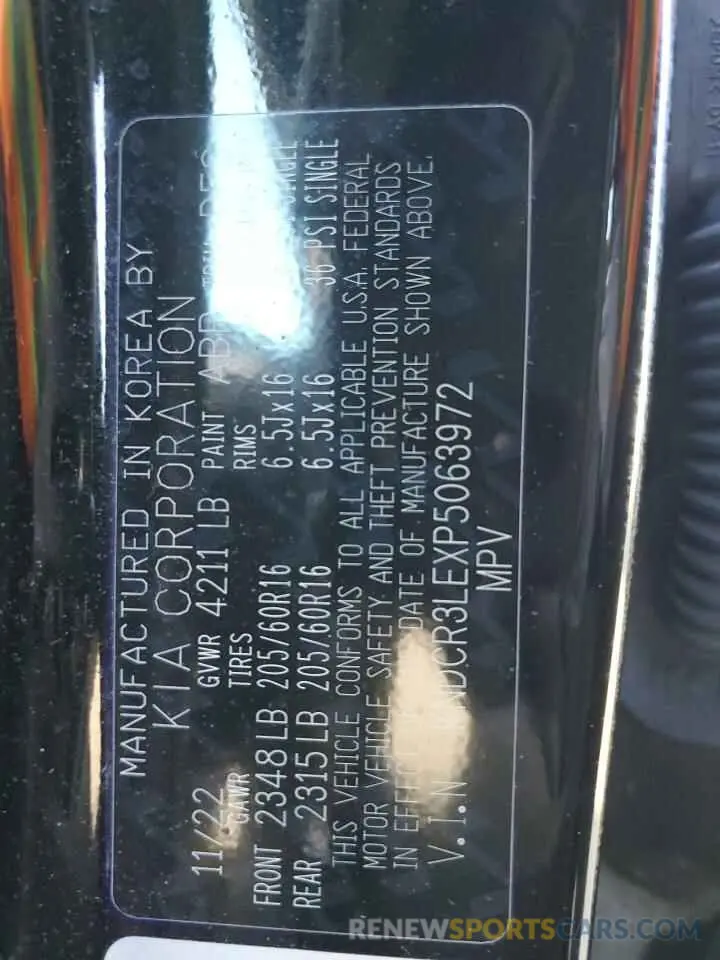 MANUFACTURED IN KOREA BY
KIA CORPORATION
11/22 GVWR 4211 LB PAINT ABP
GAWR TIRES RIMS
FRONT 2348 LB 205/60R16 6.5Jx16
REAR 2315 LB 205/60R16 6.5Jx16 36 PSI SINGLE
THIS VEHICLE CONFORMS TO ALL APPLICABLE U.S.A. FEDERAL
MOTOR VEHICLE SAFETY AND THEFT PREVENTION STANDARDS
IN EFFECT DATE OF MANUFACTURE SHOWN ABOVE.
V.I.N KNDCR3LEXP5063972
MPV
RENEWSPORTSCARS.COM